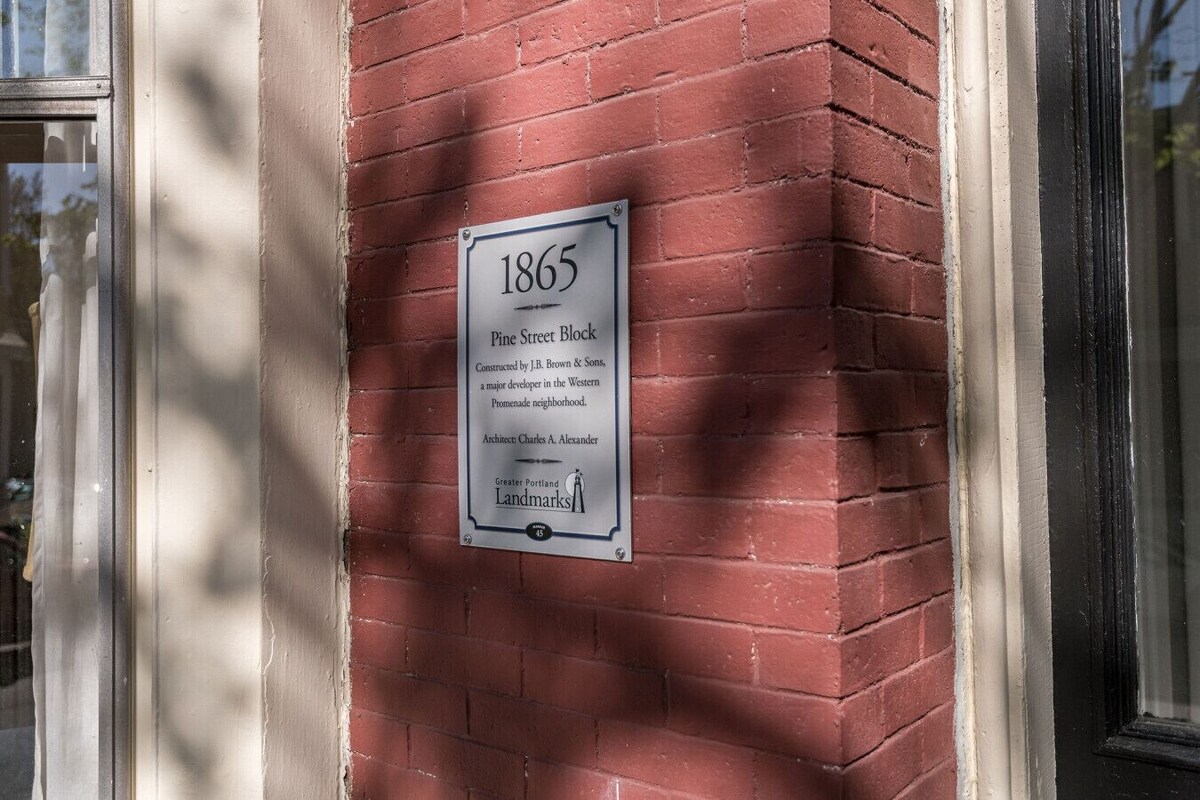 1865
Pine Street Block
Constructed by J.B. Brown & Sons,
a major developer in the Western
Promenade neighborhood.
Architect: Charles A. Alexander
Greater Portland
Landmarks
45